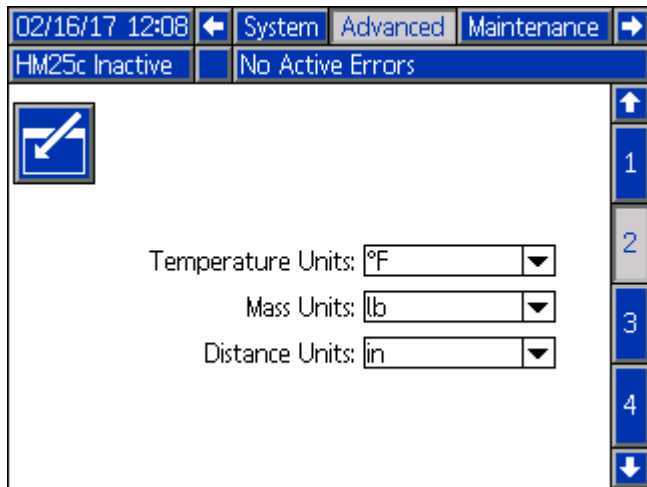 02/16/17 12:08 System Advanced Maintenance
HM25c Inactive No Active Errors
1
2
Temperature Units: °F
Mass Units: lb
Distance Units: in
3
4